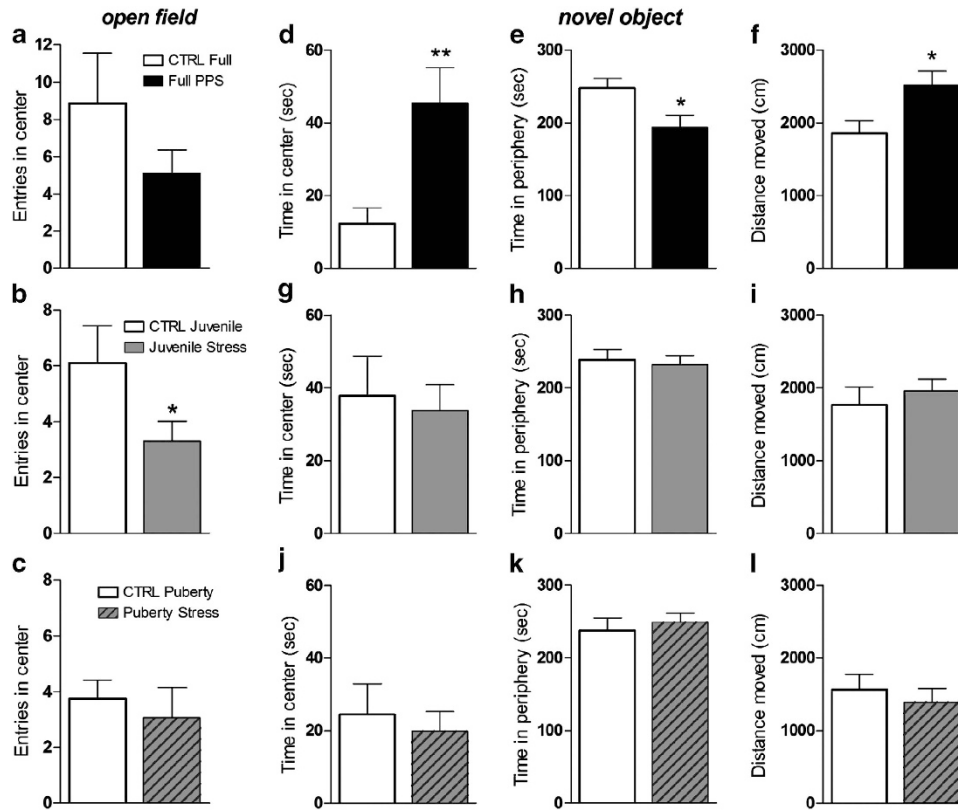 open field
novel object
a
Entries in center
12
10
8
6
4
2
0
CTRL Full
Full PPS
d
Time in center (sec)
60
40
20
0
**
e
Time in periphery (sec)
300
200
100
0
*
f
Distance moved (cm)
3000
2000
1000
0
*
b
Entries in center
8
6
4
2
0
CTRL Juvenile
Juvenile Stress
*
g
Time in center (sec)
60
40
20
0
h
Time in periphery (sec)
300
200
100
0
i
Distance moved (cm)
3000
2000
1000
0
c
Entries in center
8
6
4
2
0
CTRL Puberty
Puberty Stress
j
Time in center (sec)
60
40
20
0
k
Time in periphery (sec)
300
200
100
0
l
Distance moved (cm)
3000
2000
1000
0